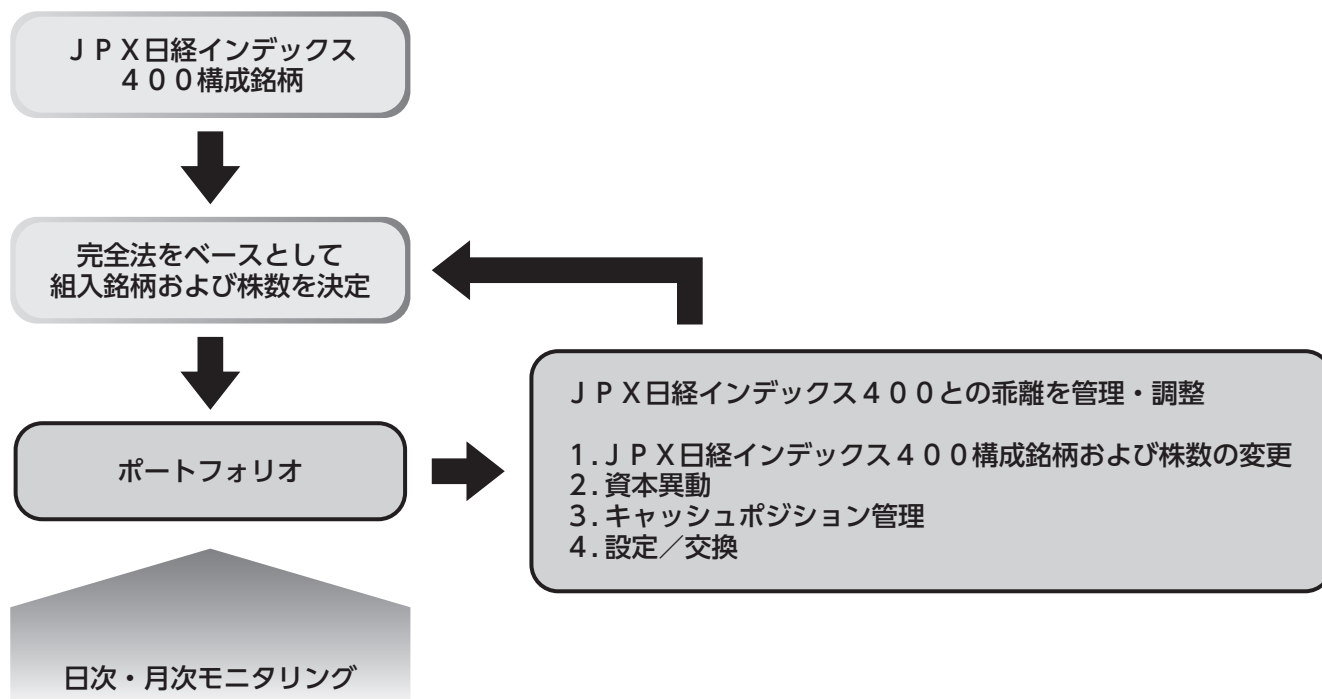 ＪＰＸ日経インデックス
４００構成銘柄
完全法をベースとして
組入銘柄および株数を決定
ポートフォリオ
ＪＰＸ日経インデックス４００との乖離を管理・調整
１.ＪＰＸ日経インデックス４００構成銘柄および株数の変更
２.資本異動
３.キャッシュポジション管理
４.設定／交換
日次・月次モニタリング